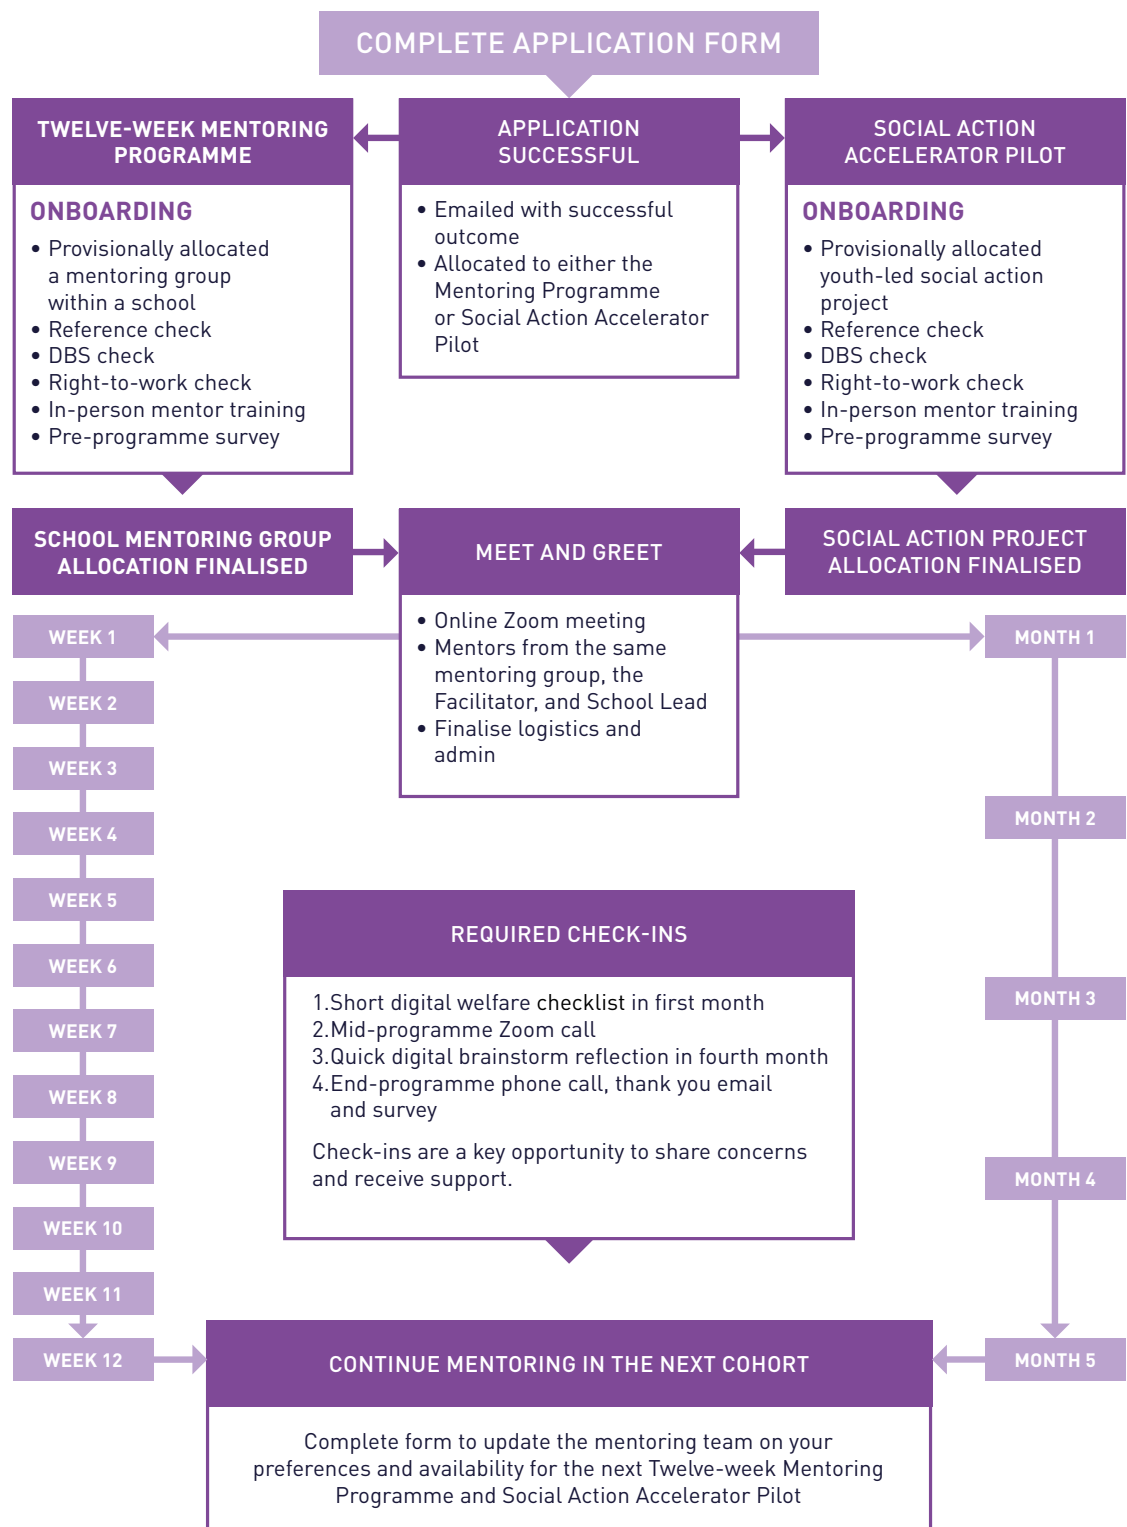 COMPLETE APPLICATION FORM
TWELVE-WEEK MENTORING
PROGRAMME
ONBOARDING
• Provisionally allocated
a mentoring group
within a school
• Reference check
• DBS check
• Right-to-work check
• In-person mentor training
• Pre-programme survey
APPLICATION
SUCCESSFUL
• Emailed with successful
outcome
• Allocated to either the
Mentoring Programme
or Social Action Accelerator
Pilot
SOCIAL ACTION
ACCELERATOR PILOT
ONBOARDING
• Provisionally allocated
youth-led social action
project
• Reference check
• DBS check
• Right-to-work check
• In-person mentor training
• Pre-programme survey
SCHOOL MENTORING GROUP
ALLOCATION FINALISED
MEET AND GREET
• Online Zoom meeting
• Mentors from the same
mentoring group, the
Facilitator, and School Lead
• Finalise logistics and
admin
SOCIAL ACTION PROJECT
ALLOCATION FINALISED
WEEK 1
WEEK 2
WEEK 3
WEEK 4
WEEK 5
WEEK 6
WEEK 7
WEEK 8
WEEK 9
WEEK 10
WEEK 11
WEEK 12
MONTH 1
MONTH 2
MONTH 3
MONTH 4
MONTH 5
REQUIRED CHECK-INS
1.Short digital welfare checklist in first month
2.Mid-programme Zoom call
3.Quick digital brainstorm reflection in fourth month
4.End-programme phone call, thank you email
and survey
Check-ins are a key opportunity to share concerns
and receive support.
CONTINUE MENTORING IN THE NEXT COHORT
Complete form to update the mentoring team on your
preferences and availability for the next Twelve-week Mentoring
Programme and Social Action Accelerator Pilot